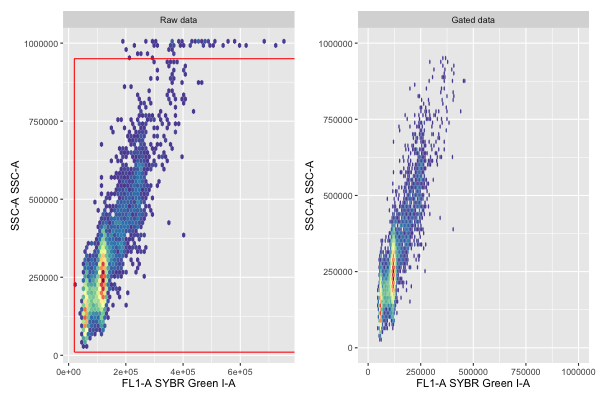 Raw data
Gated data
SSC-A SSC-A
1000000
750000
500000
250000
0
0e+00
2e+05
4e+05
6e+05
FL1-A SYBR Green I-A
SSC-A SSC-A
1000000
750000
500000
250000
0
0
250000
500000
750000
1000000
FL1-A SYBR Green I-A